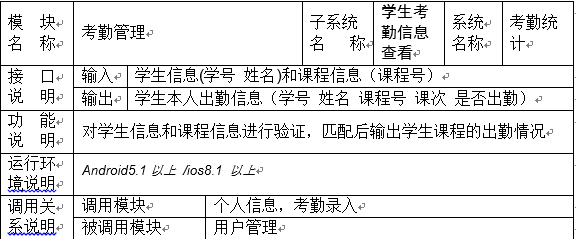 模 块 名 称 考勤管理 子系统 名 称 学生考勤信息查看 系统名称 考勤统计
接 口 说 明 输入 学生信息(学号 姓名)和课程信息（课程号）
输出 学生本人出勤信息（学号 姓名 课程号 课次 是否出勤）
功 能 说 明 对学生信息和课程信息进行验证，匹配后输出学生课程的出勤情况
运行环境说明 Android5.1 以上 /ios8.1 以上
调用关系说明 调用模块 个人信息，考勤录入
被调用模块 用户管理